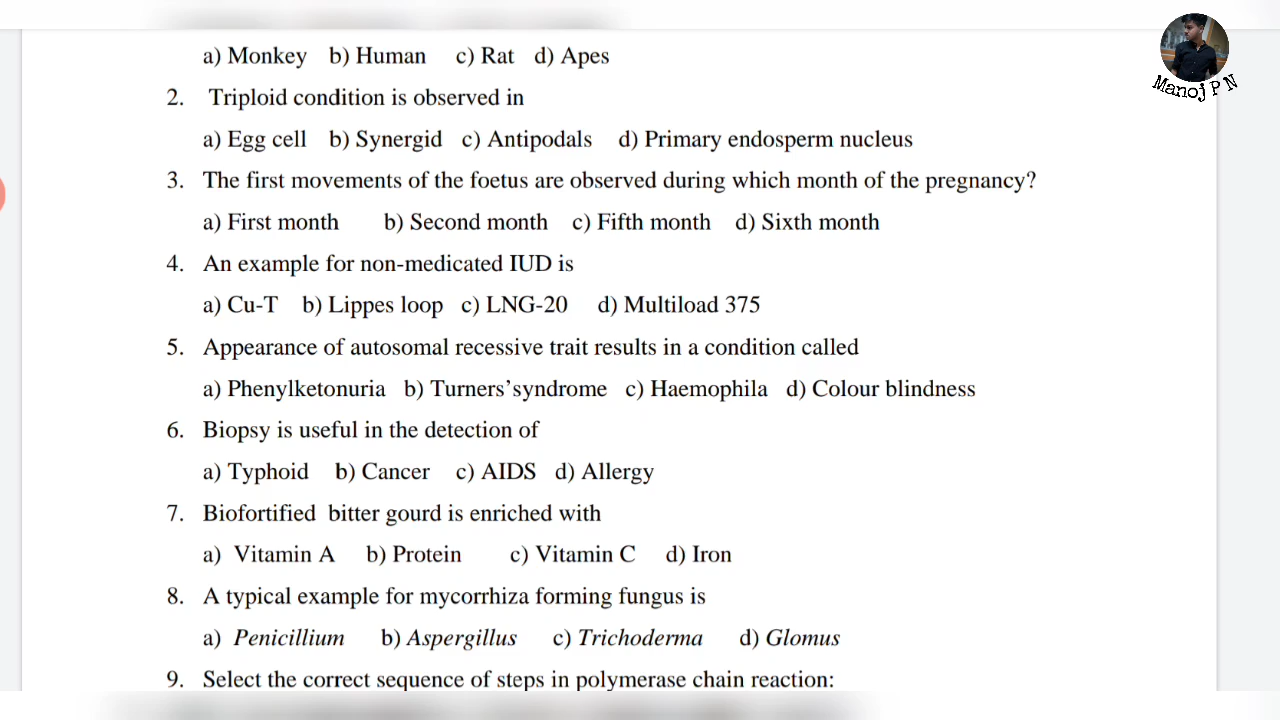 a) Monkey b) Human c) Rat d) Apes
Manoj P N
2. Triploid condition is observed in
a) Egg cell b) Synergid c) Antipodals d) Primary endosperm nucleus
3. The first movements of the foetus are observed during which month of the pregnancy?
a) First month b) Second month c) Fifth month d) Sixth month
4. An example for non-medicated IUD is
a) Cu-T b) Lippes loop c) LNG-20 d) Multiload 375
5. Appearance of autosomal recessive trait results in a condition called
a) Phenylketonuria b) Turners’syndrome c) Haemophila d) Colour blindness
6. Biopsy is useful in the detection of
a) Typhoid b) Cancer c) AIDS d) Allergy
7. Biofortified bitter gourd is enriched with
a) Vitamin A b) Protein c) Vitamin C d) Iron
8. A typical example for mycorrhiza forming fungus is
a) Penicillium b) Aspergillus c) Trichoderma d) Glomus
9. Select the correct sequence of steps in polymerase chain reaction: